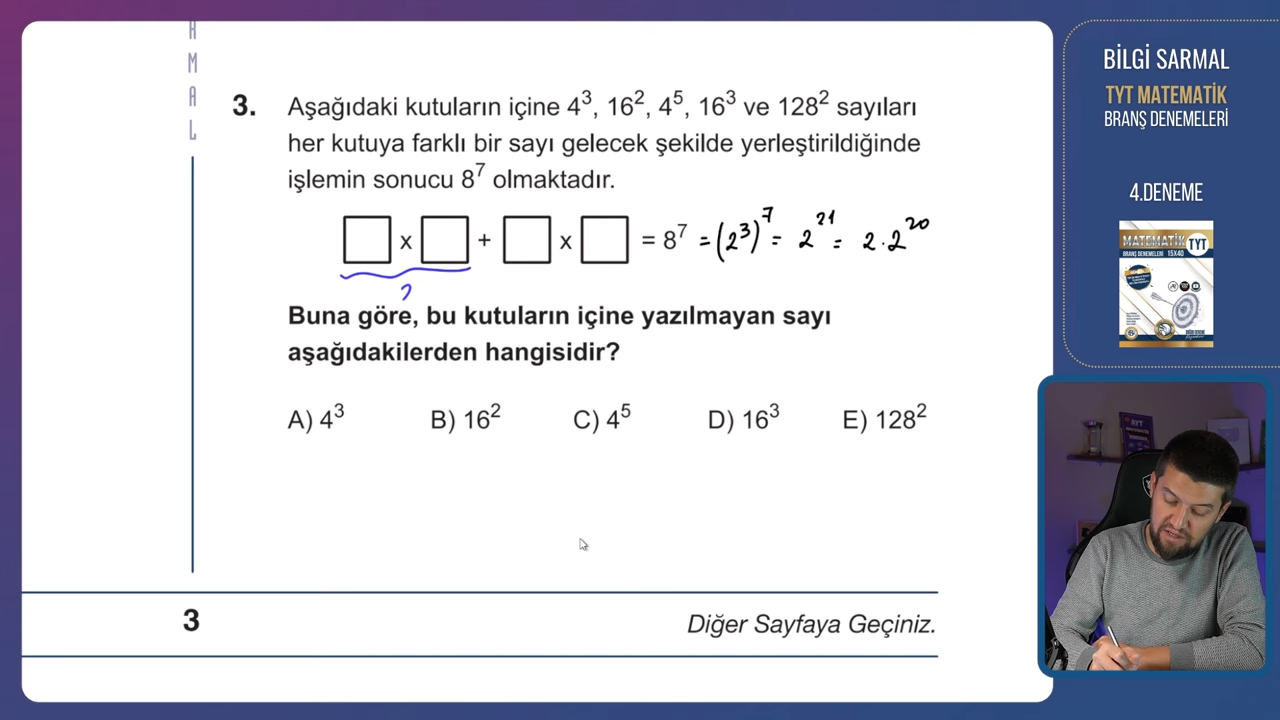 A
M
A
L
3. Aşağıdaki kutuların içine 4³, 16², 4⁵, 16³ ve 128² sayıları
her kutuya farklı bir sayı gelecek şekilde yerleştirildiğinde
işlemin sonucu 8⁷ olmaktadır.
□ x □ + □ x □ = 8⁷ = (2³)⁷ = 2²¹ = 2·2²⁰
?
Buna göre, bu kutuların içine yazılmayan sayı
aşağıdakilerden hangisidir?
A) 4³ B) 16² C) 4⁵ D) 16³ E) 128²
3
Diğer Sayfaya Geçiniz.
BİLGİ SARMAL
TYT MATEMATİK
BRANŞ DENEMELERİ
4.DENEME
MATEMATİK TYT
BRANŞ DENEMELERİ 15X40